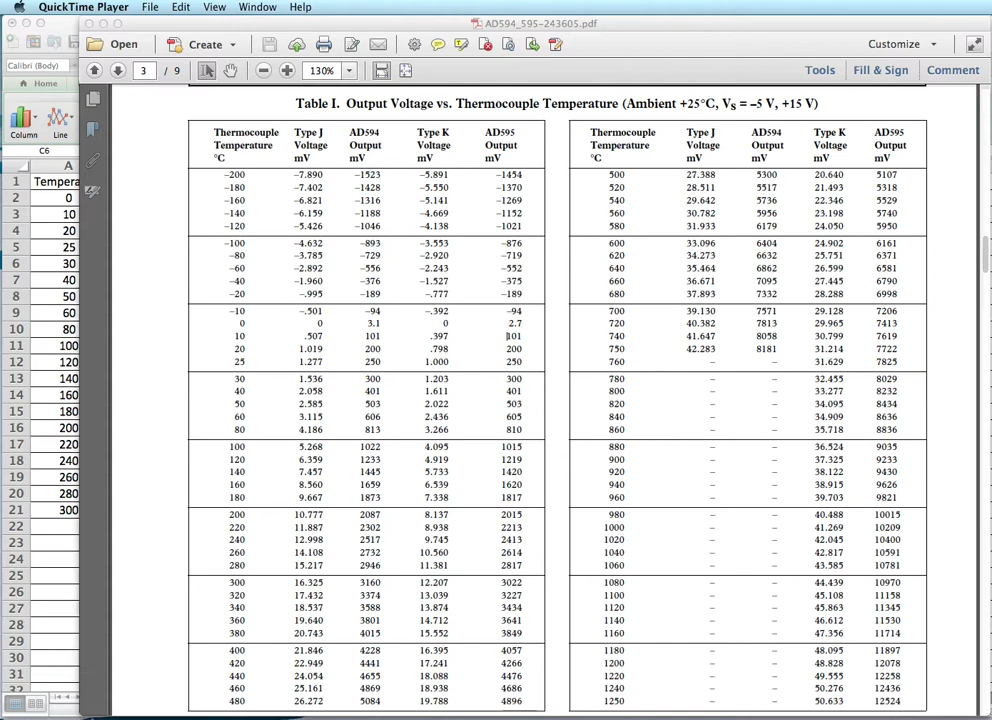 QuickTime Player File Edit View Window Help
AD594_595-243605.pdf
Open Create Customize
3 / 9 130% Tools Fill & Sign Comment
Calibri (Body)
Home
Column Line
C6
A
1 Tempera
2 0
3 10
4 20
5 25
6 30
7 40
8 50
9 60
10 80
11 100
12 120
13 140
14 160
15 180
16 200
17 220
18 240
19 260
20 280
21 300
22
23
24
25
26
27
28
29
30
31
32
Table I. Output Voltage vs. Thermocouple Temperature (Ambient +25°C, VS = –5 V, +15 V)
Thermocouple Type J AD594 Type K AD595
Temperature Voltage Output Voltage Output
°C mV mV mV mV
–200 –7.890 –1523 –5.891 –1454
–180 –7.402 –1428 –5.550 –1370
–160 –6.821 –1316 –5.141 –1269
–140 –6.159 –1188 –4.669 –1152
–120 –5.426 –1046 –4.138 –1021
–100 –4.632 –893 –3.553 –876
–80 –3.785 –729 –2.920 –719
–60 –2.892 –556 –2.243 –552
–40 –1.960 –376 –1.527 –375
–20 –.995 –189 –.777 –189
–10 –.501 –94 –.392 –94
0 0 3.1 0 2.7
10 .507 101 .397 101
20 1.019 200 .798 200
25 1.277 250 1.000 250
30 1.536 300 1.203 300
40 2.058 401 1.611 401
50 2.585 503 2.022 503
60 3.115 606 2.436 605
80 4.186 813 3.266 810
100 5.268 1022 4.095 1015
120 6.359 1233 4.919 1219
140 7.457 1445 5.733 1420
160 8.560 1659 6.539 1620
180 9.667 1873 7.338 1817
200 10.777 2087 8.137 2015
220 11.887 2302 8.938 2213
240 12.998 2517 9.745 2413
260 14.108 2732 10.560 2614
280 15.217 2946 11.381 2817
300 16.325 3160 12.207 3022
320 17.432 3374 13.039 3227
340 18.537 3588 13.874 3434
360 19.640 3801 14.712 3641
380 20.743 4015 15.552 3849
400 21.846 4228 16.395 4057
420 22.949 4441 17.241 4266
440 24.054 4655 18.088 4476
460 25.161 4869 18.938 4686
480 26.272 5084 19.788 4896
Thermocouple Type J AD594 Type K AD595
Temperature Voltage Output Voltage Output
°C mV mV mV mV
500 27.388 5300 20.640 5107
520 28.511 5517 21.493 5318
540 29.642 5736 22.346 5529
560 30.782 5956 23.198 5740
580 31.933 6179 24.050 5950
600 33.096 6404 24.902 6161
620 34.273 6632 25.751 6371
640 35.464 6862 26.599 6581
660 36.671 7095 27.445 6790
680 37.893 7332 28.288 6998
700 39.130 7571 29.128 7206
720 40.382 7813 29.965 7413
740 41.647 8058 30.799 7619
750 42.283 8181 31.214 7722
760 – – 31.629 7825
780 – – 32.455 8029
800 – – 33.277 8232
820 – – 34.095 8434
840 – – 34.909 8636
860 – – 35.718 8836
880 – – 36.524 9035
900 – – 37.325 9233
920 – – 38.122 9430
940 – – 38.915 9626
960 – – 39.703 9821
980 – – 40.488 10015
1000 – – 41.269 10209
1020 – – 42.045 10400
1040 – – 42.817 10591
1060 – – 43.585 10781
1080 – – 44.439 10970
1100 – – 45.108 11158
1120 – – 45.863 11345
1140 – – 46.612 11530
1160 – – 47.356 11714
1180 – – 48.095 11897
1200 – – 48.828 12078
1220 – – 49.555 12258
1240 – – 50.276 12436
1250 – – 50.633 12524